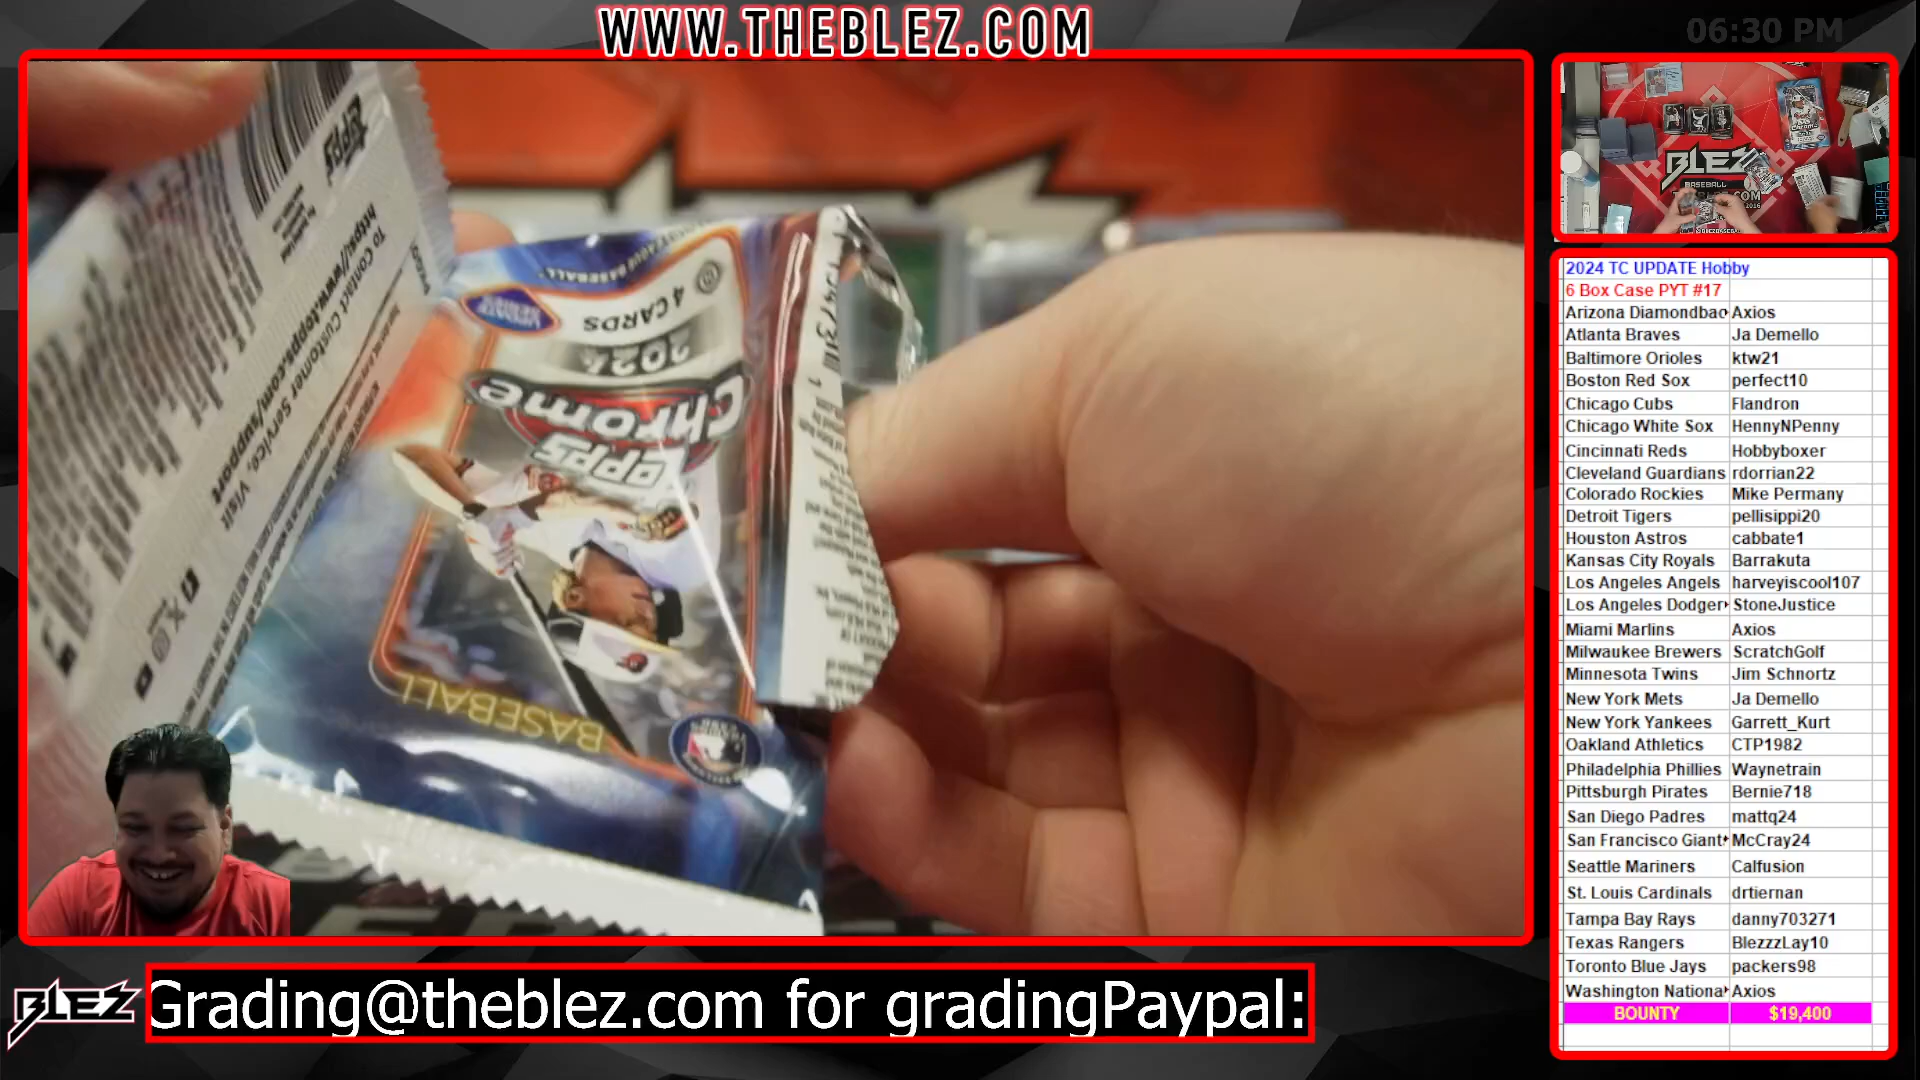 WWW.THEBLEZ.COM
06:30 PM
topps
To Contact Customer Service, Visit
https://www.topps.com/support
4 CARDS
2024
topps
Chrome
BASEBALL
BLEZ
BASEBALL
2024 TC UPDATE Hobby
6 Box Case PYT #17
Arizona Diamondbac Axios
Atlanta Braves Ja Demello
Baltimore Orioles ktw21
Boston Red Sox perfect10
Chicago Cubs Flandron
Chicago White Sox HennyNPenny
Cincinnati Reds Hobbyboxer
Cleveland Guardians rdorrian22
Colorado Rockies Mike Permany
Detroit Tigers pellisippi20
Houston Astros cabbate1
Kansas City Royals Barrakuta
Los Angeles Angels harveyiscool107
Los Angeles Dodger StoneJustice
Miami Marlins Axios
Milwaukee Brewers ScratchGolf
Minnesota Twins Jim Schnortz
New York Mets Ja Demello
New York Yankees Garrett_Kurt
Oakland Athletics CTP1982
Philadelphia Phillies Waynetrain
Pittsburgh Pirates Bernie718
San Diego Padres mattq24
San Francisco Giant McCray24
Seattle Mariners Calfusion
St. Louis Cardinals drtiernan
Tampa Bay Rays danny703271
Texas Rangers BlezzzLay10
Toronto Blue Jays packers98
Washington Nationa Axios
BOUNTY $19,400
BLEZ
Grading@theblez.com for gradingPaypal: